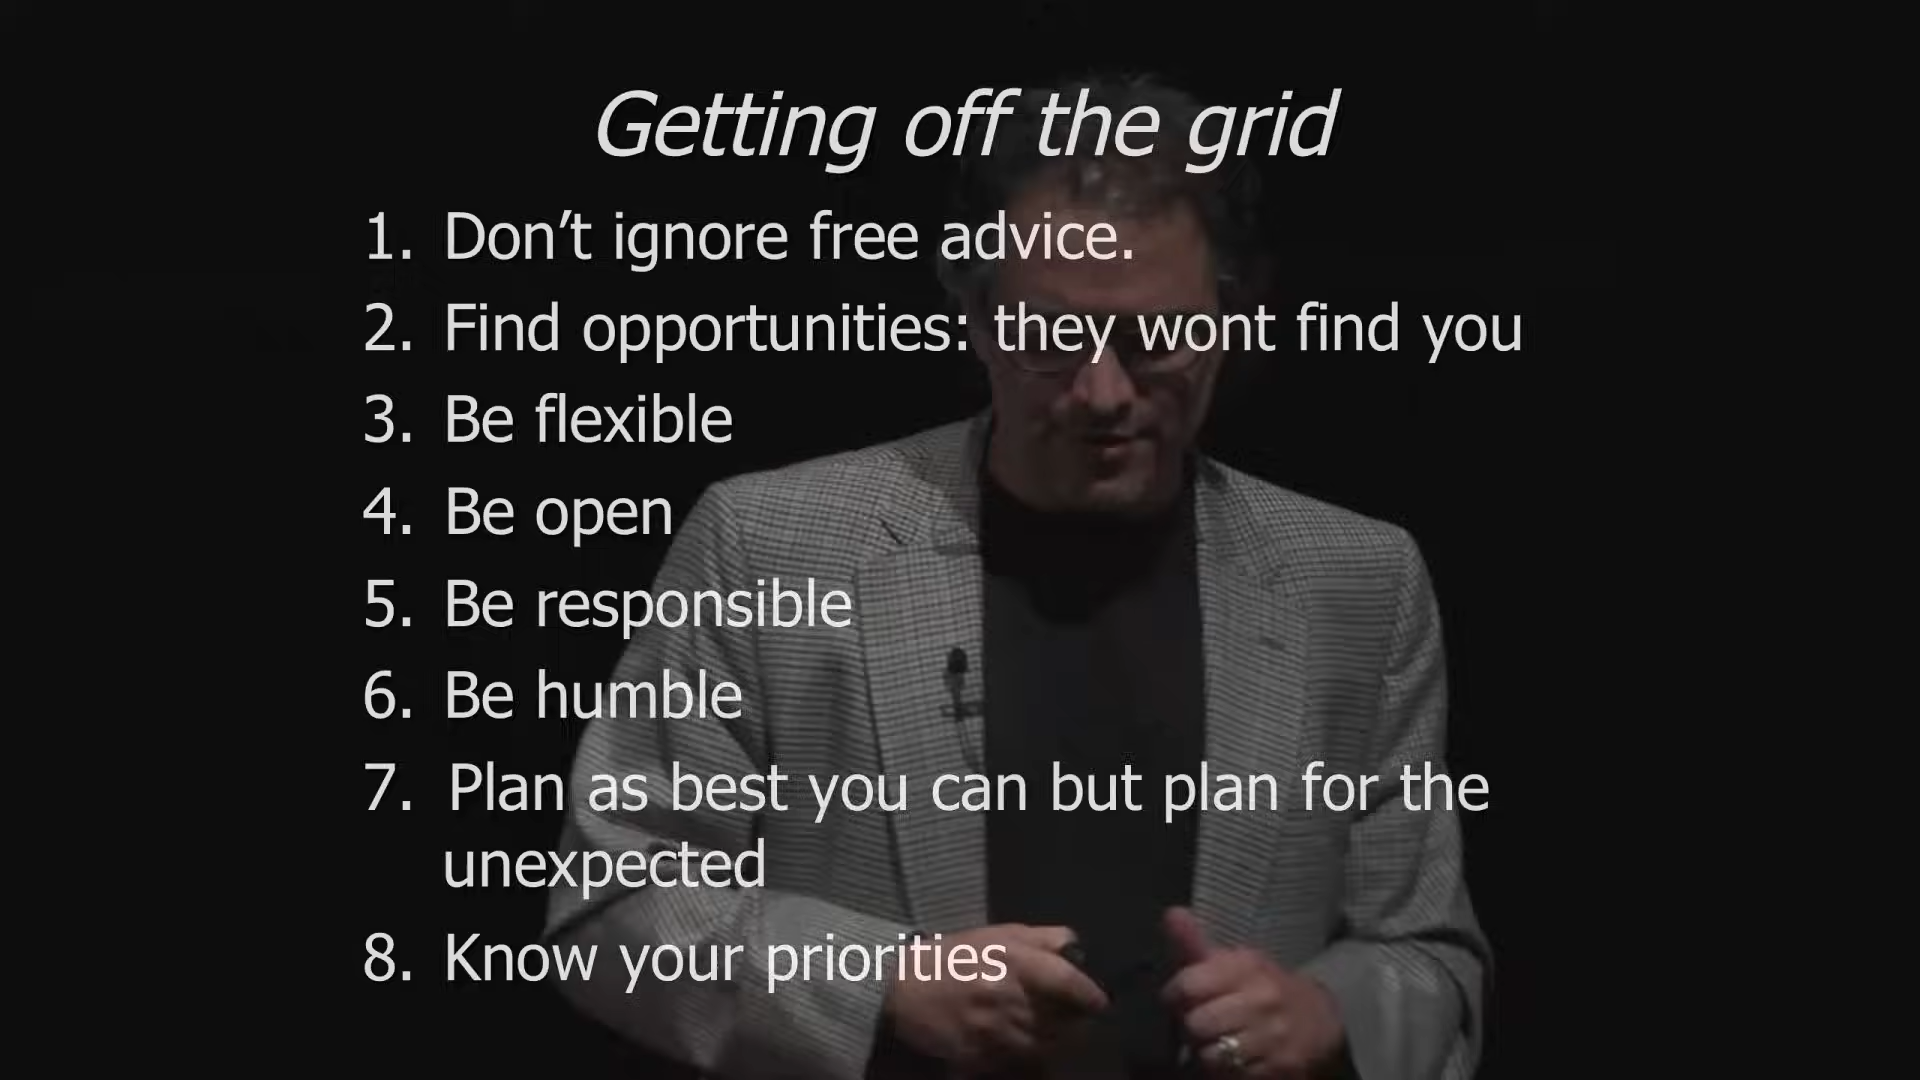 Getting off the grid
1. Don’t ignore free advice.
2. Find opportunities: they wont find you
3. Be flexible
4. Be open
5. Be responsible
6. Be humble
7. Plan as best you can but plan for the
unexpected
8. Know your priorities